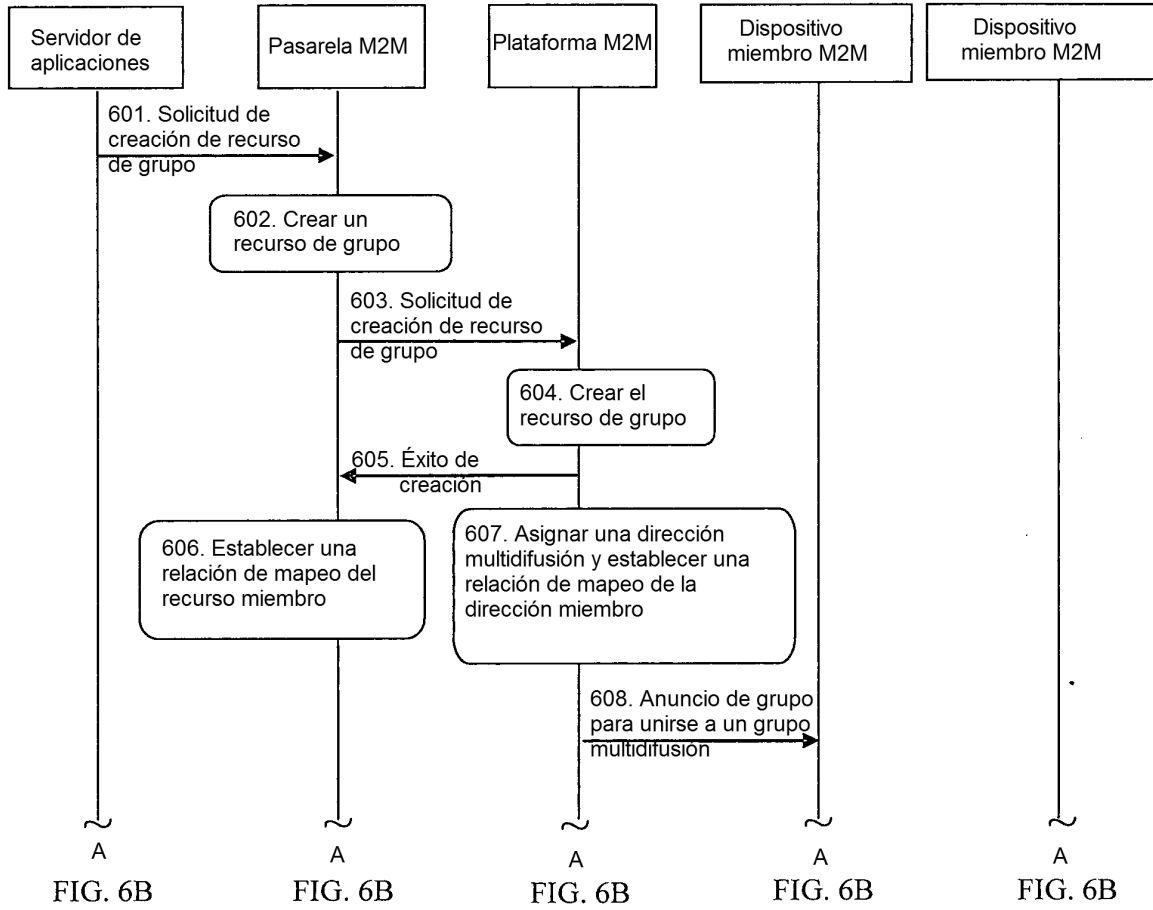 Servidor de
aplicaciones
Pasarela M2M
Plataforma M2M
Dispositivo
miembro M2M
Dispositivo
miembro M2M
601. Solicitud de
creación de recurso
de grupo
602. Crear un
recurso de grupo
603. Solicitud de
creación de recurso
de grupo
604. Crear el
recurso de grupo
605. Éxito de
creación
606. Establecer una
relación de mapeo del
recurso miembro
607. Asignar una dirección
multidifusión y establecer una
relación de mapeo de la
dirección miembro
608. Anuncio de grupo
para unirse a un grupo
multidifusión
A
A
A
A
A
FIG. 6B
FIG. 6B
FIG. 6B
FIG. 6B
FIG. 6B